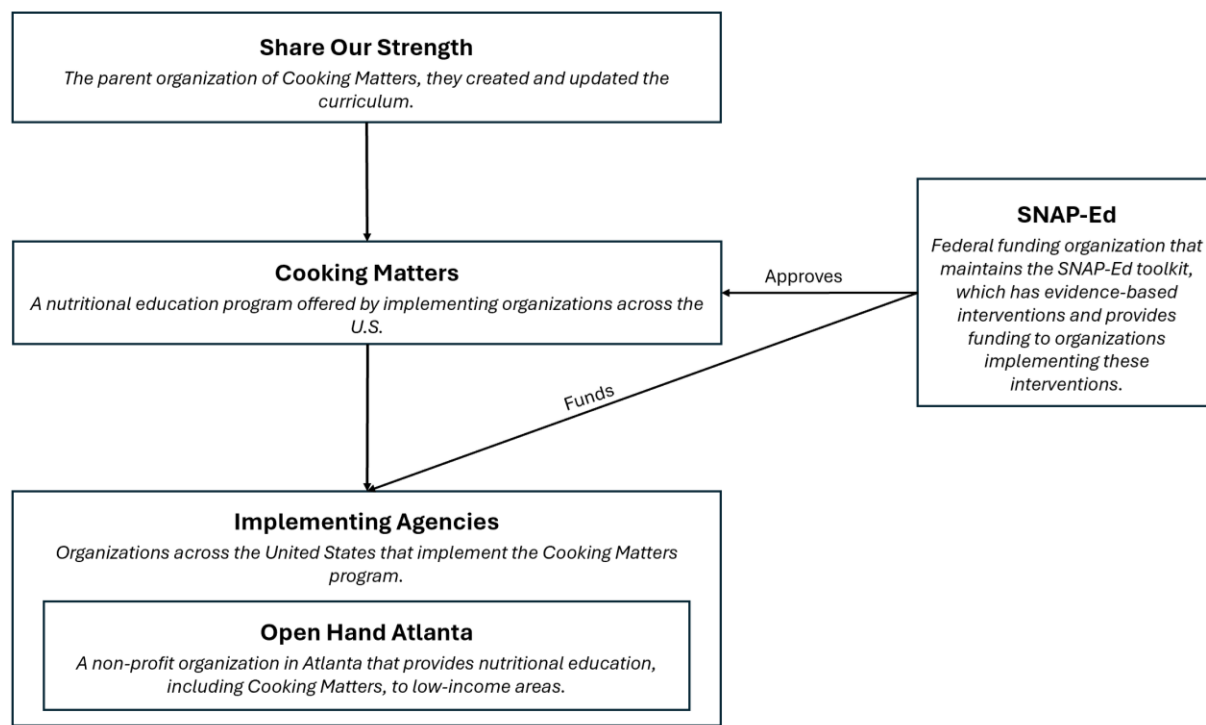 Share Our Strength
The parent organization of Cooking Matters, they created and updated the
curriculum.
SNAP-Ed
Federal funding organization that
maintains the SNAP-Ed toolkit,
which has evidence-based
interventions and provides
funding to organizations
implementing these
interventions.
Cooking Matters
A nutritional education program offered by implementing organizations across the
U.S.
Approves
Funds
Implementing Agencies
Organizations across the United States that implement the Cooking Matters
program.
Open Hand Atlanta
A non-profit organization in Atlanta that provides nutritional education,
including Cooking Matters, to low-income areas.